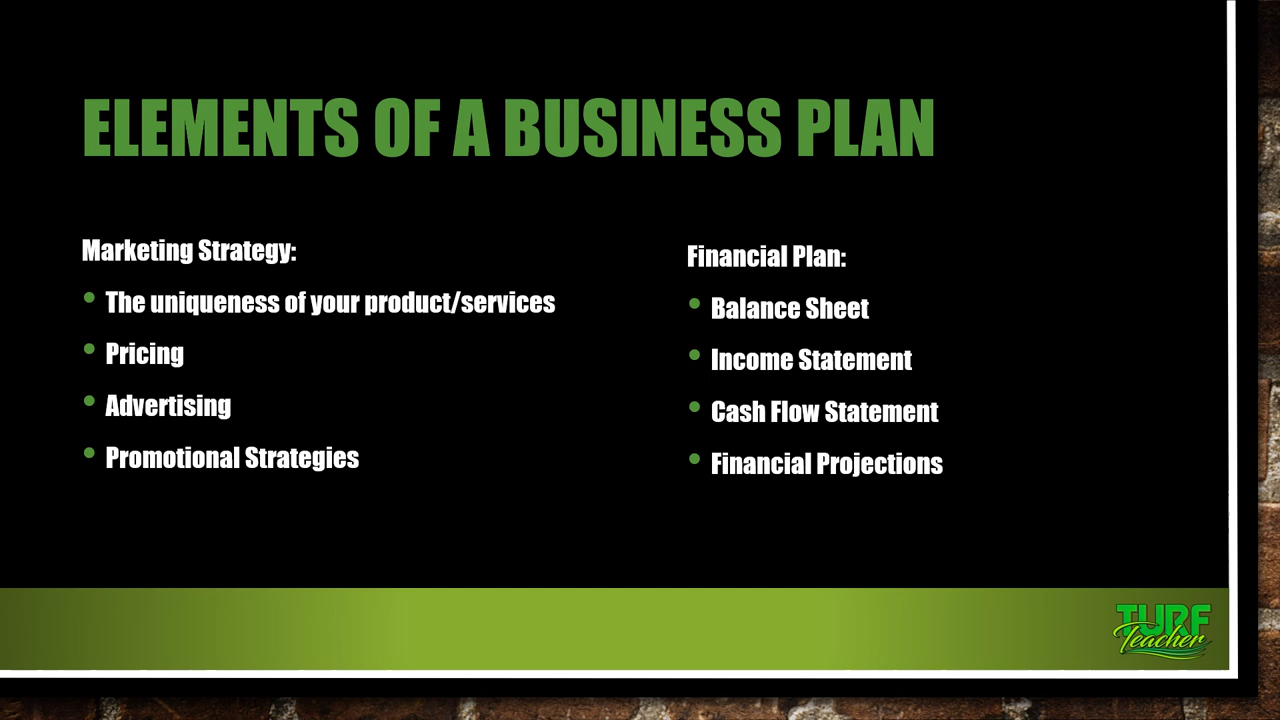 ELEMENTS OF A BUSINESS PLAN
Marketing Strategy:
• The uniqueness of your product/services
• Pricing
• Advertising
• Promotional Strategies
Financial Plan:
• Balance Sheet
• Income Statement
• Cash Flow Statement
• Financial Projections
TURF
Teacher